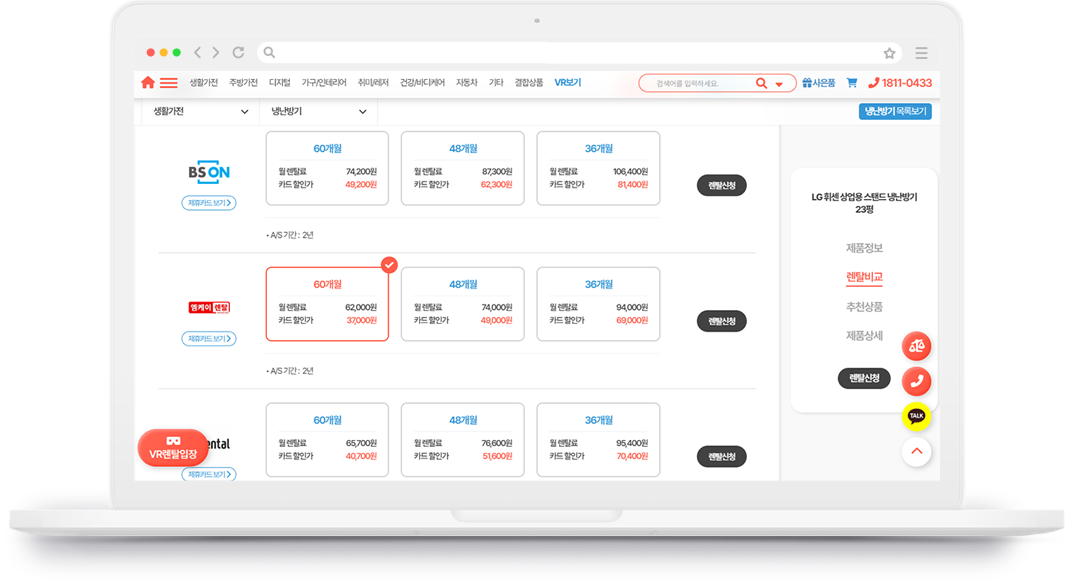 생활가전 주방가전 디지털 가구/인테리어 취미/레저 건강/뷰티케어 자동차 기타 결합상품 VR보기 검색어를 입력하세요. 사은품 1811-0433
생활가전 냉난방기 냉난방기 목록보기
BS ON
제휴카드 보기
60개월
월 렌탈료 74,200원
카드 할인가 49,200원
48개월
월 렌탈료 87,300원
카드 할인가 62,300원
36개월
월 렌탈료 106,400원
카드 할인가 81,400원
렌탈신청
• A/S 기간 : 2년
엠케이 렌탈
제휴카드 보기
60개월
월 렌탈료 62,000원
카드 할인가 37,000원
48개월
월 렌탈료 74,000원
카드 할인가 49,000원
36개월
월 렌탈료 94,000원
카드 할인가 69,000원
렌탈신청
• A/S 기간 : 2년
ental
제휴카드 보기
60개월
월 렌탈료 65,700원
카드 할인가 40,700원
48개월
월 렌탈료 76,600원
카드 할인가 51,600원
36개월
월 렌탈료 95,400원
카드 할인가 70,400원
렌탈신청
VR렌탈입장
LG 휘센 상업용 스탠드 냉난방기
23평
제품정보
렌탈비교
추천상품
제품상세
렌탈신청
TALK